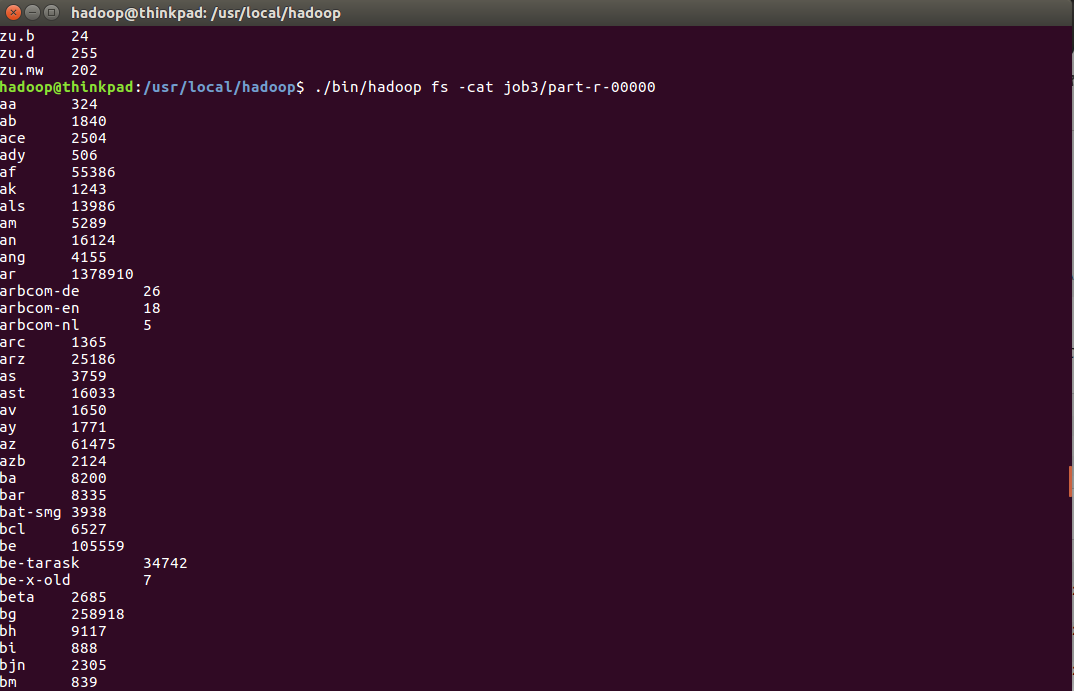 hadoop@thinkpad: /usr/local/hadoop
zu.b 24
zu.d 255
zu.mw 202
hadoop@thinkpad:/usr/local/hadoop$ ./bin/hadoop fs -cat job3/part-r-00000
aa 324
ab 1840
ace 2504
ady 506
af 55386
ak 1243
als 13986
am 5289
an 16124
ang 4155
ar 1378910
arbcom-de 26
arbcom-en 18
arbcom-nl 5
arc 1365
arz 25186
as 3759
ast 16033
av 1650
ay 1771
az 61475
azb 2124
ba 8200
bar 8335
bat-smg 3938
bcl 6527
be 105559
be-tarask 34742
be-x-old 7
beta 2685
bg 258918
bh 9117
bi 888
bjn 2305
bm 839